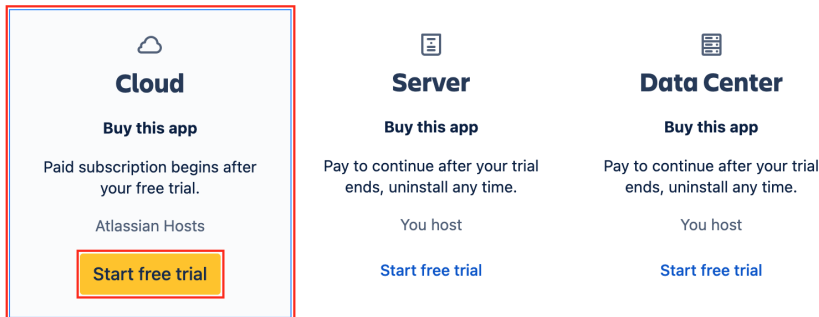 Cloud
Buy this app
Paid subscription begins after
your free trial.
Atlassian Hosts
Start free trial
Server
Buy this app
Pay to continue after your trial
ends, uninstall any time.
You host
Start free trial
Data Center
Buy this app
Pay to continue after your trial
ends, uninstall any time.
You host
Start free trial